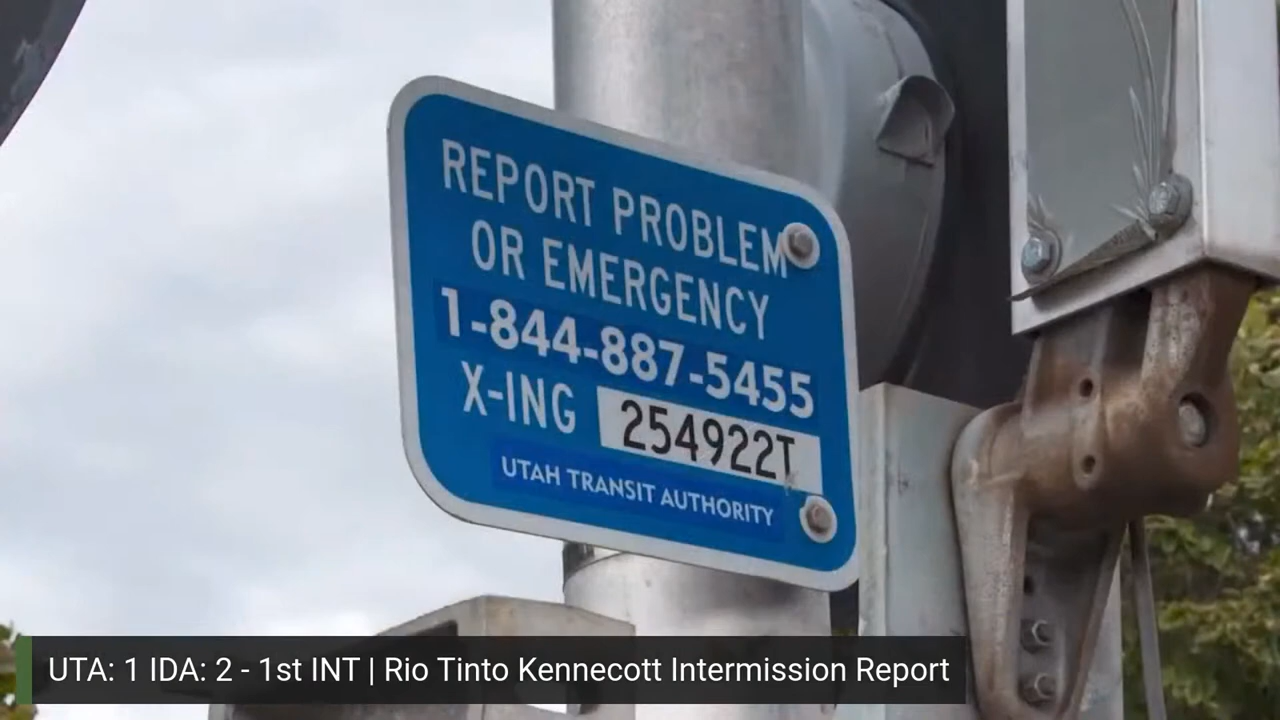 REPORT PROBLEM
OR EMERGENCY
1-844-887-5455
X-ING 254922T
UTAH TRANSIT AUTHORITY
UTA: 1 IDA: 2 - 1st INT | Rio Tinto Kennecott Intermission Report